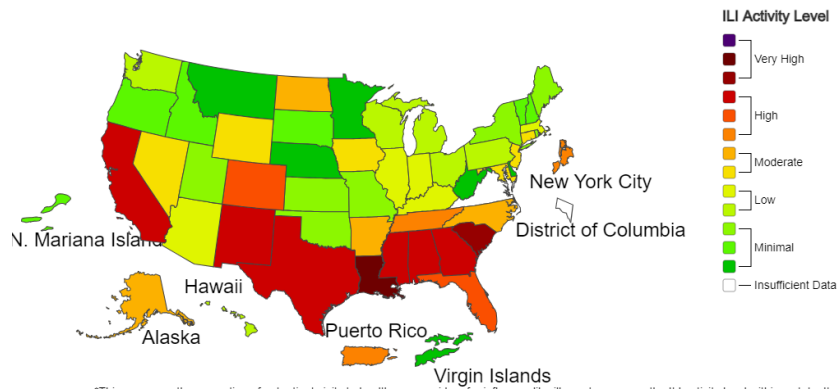 ILI Activity Level
Very High
High
Moderate
Low
Minimal
Insufficient Data
New York City
District of Columbia
N. Mariana Island
Hawaii
Alaska
Puerto Rico
Virgin Islands